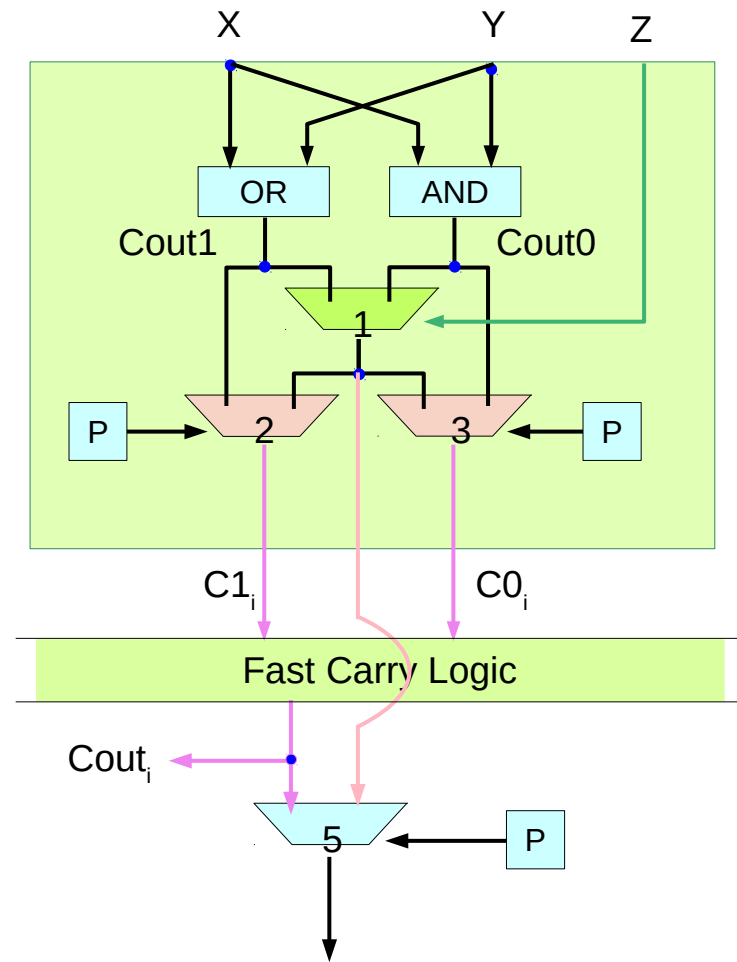 X Y Z
OR AND
Cout1 Cout0
1
P 2 3 P
C1i C0i
Fast Carry Logic
Couti
5 P